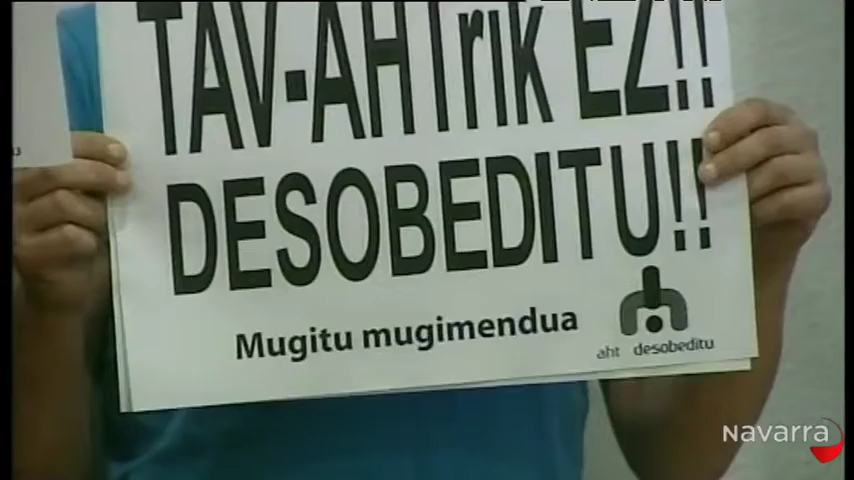 TAV-AHTrik EZ!!
DESOBEDITU!!
Mugitu mugimendua
aht desobeditu
Navarra